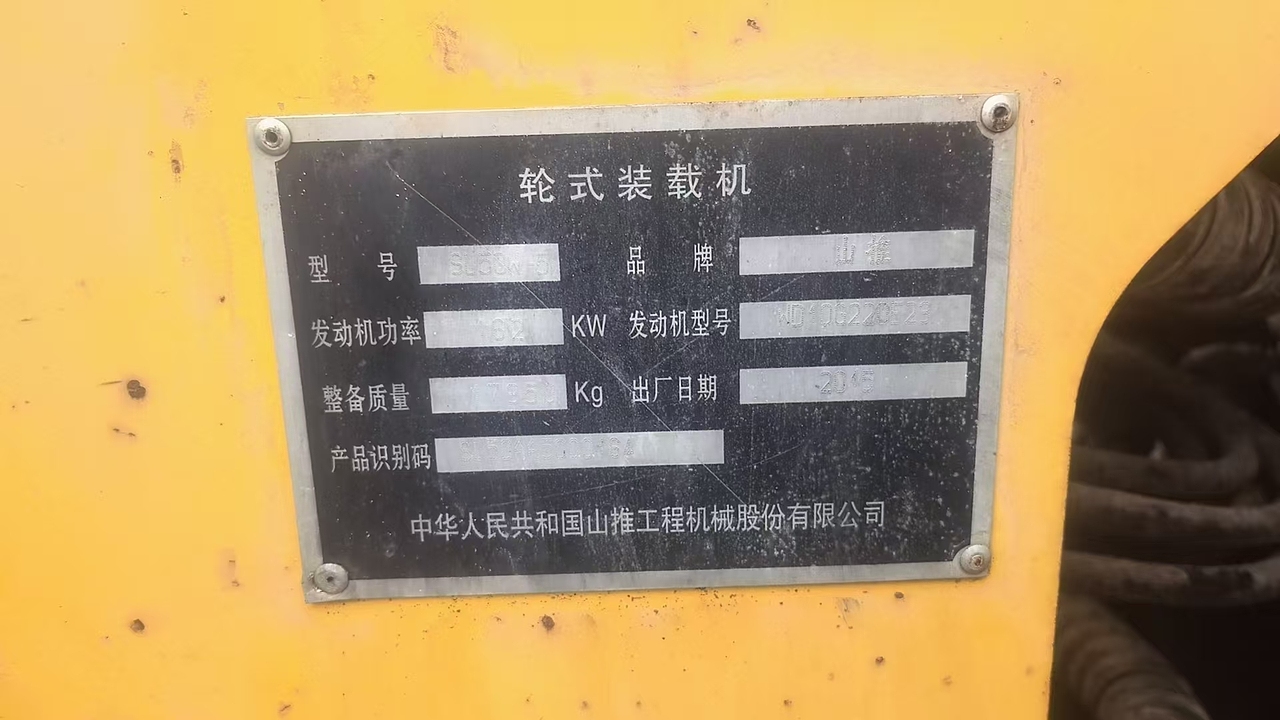 轮式装载机
型 号 品 牌 山推
发动机功率 KW 发动机型号
整备质量 Kg 出厂日期
产品识别码
中华人民共和国山推工程机械股份有限公司